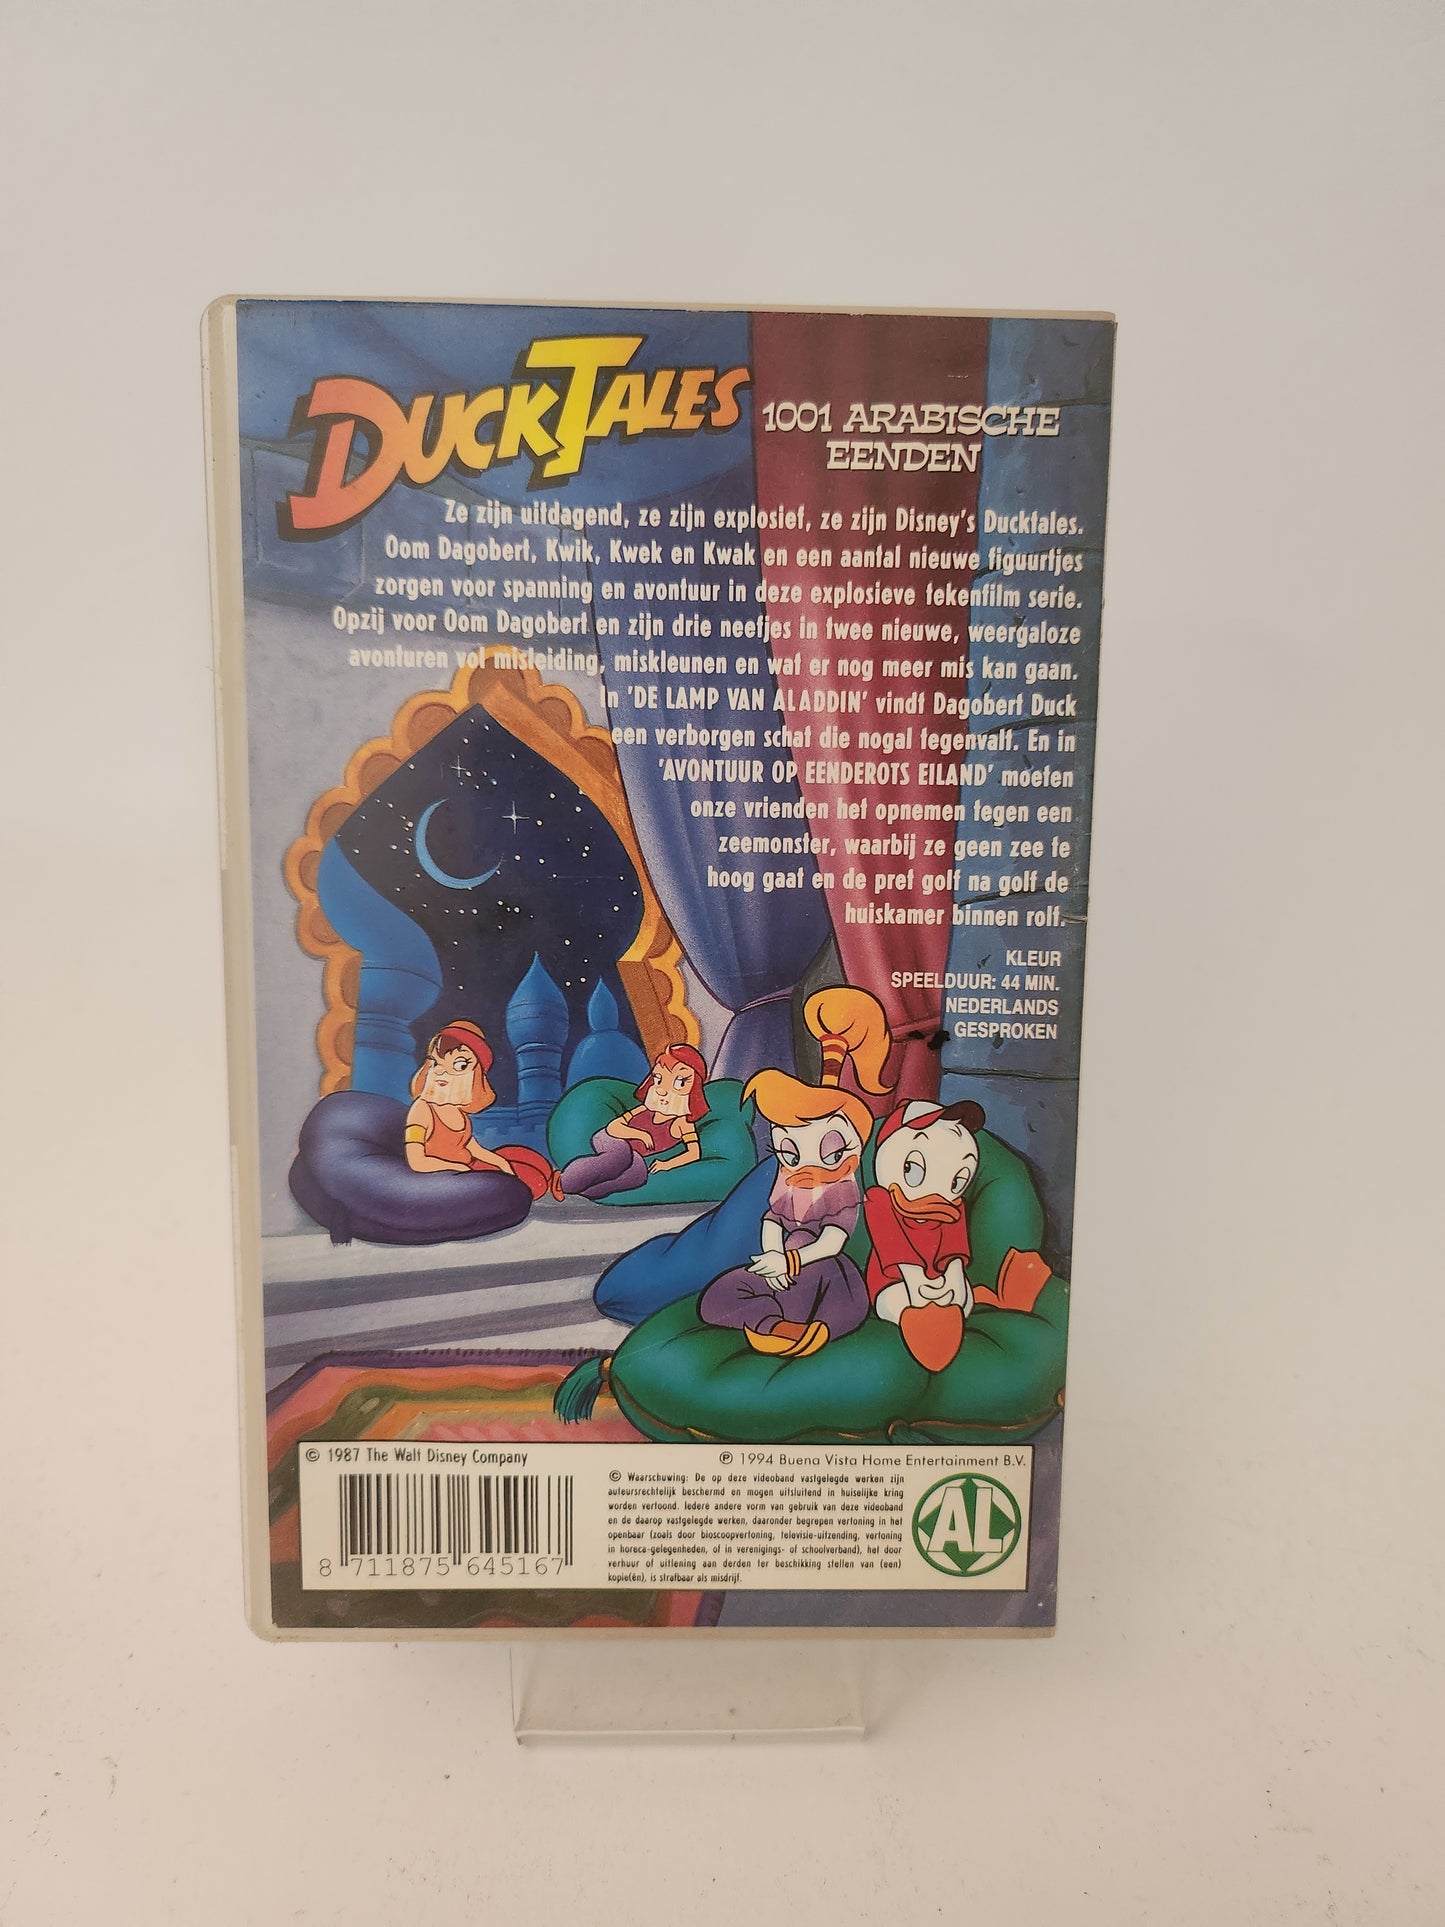 DUCKTALES
1001 ARABISCHE
EENDEN
Ze zijn uitdagend, ze zijn explosief, ze zijn Disney's Ducktales.
Oom Dagobert, Kwik, Kwek en Kwak en een aantal nieuwe figuurtjes
zorgen voor spanning en avontuur in deze explosieve tekenfilm serie.
Opzij voor Oom Dagobert en zijn drie neefjes in twee nieuwe, weergaloze
avonturen vol misleiding, miskleunen en wat er nog meer mis kan gaan.
In 'DE LAMP VAN ALADDIN' vindt Dagobert Duck
een verborgen schat die nogal tegenvalt. En in
'AVONTUUR OP EENDEROTS EILAND' moeten
onze vrienden het opnemen tegen een
zeemonster, waarbij ze geen zee te
hoog gaat en de pret golf na golf de
huiskamer binnen rolt.
KLEUR
SPEELDUUR: 44 MIN.
NEDERLANDS
GESPROKEN
© 1987 The Walt Disney Company
℗ 1994 Buena Vista Home Entertainment B.V.
© Waarschuwing: De op deze videoband vastgelegde werken zijn
auteursrechtelijk beschermd en mogen uitsluitend in huiselijke kring
worden vertoond. Iedere andere vorm van gebruik van deze videoband
en de daarop vastgelegde werken, daaronder begrepen vertoning in het
openbaar (zoals door bioscoopvertoning, televisie-uitzending, vertoning
in horeca-gelegenheden, of in verenigings- of schoolverband), het door
verhuur of uitlening aan derden ter beschikking stellen van (een)
kopie(ën), is strafbaar als misdrijf.
AL
8 711875 645167